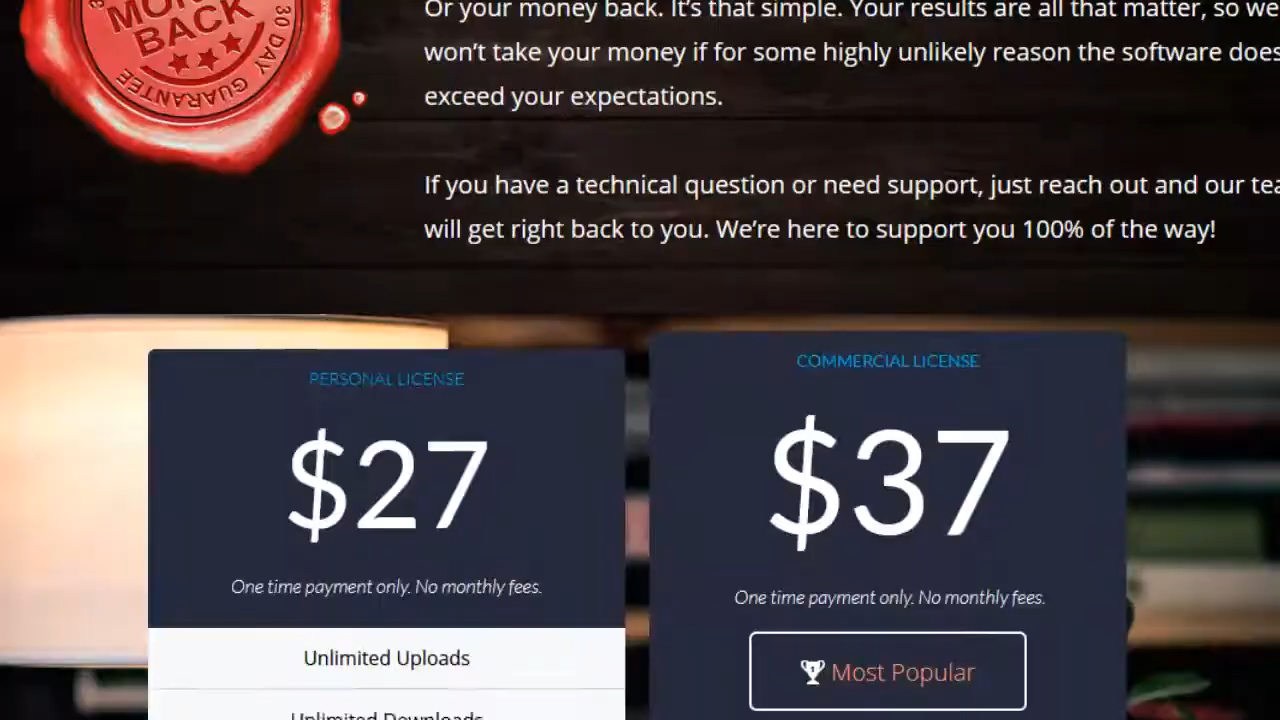 MONEY
BACK
30 DAY GUARANTEE
Or your money back. It's that simple. Your results are all that matter, so we
won't take your money if for some highly unlikely reason the software does
exceed your expectations.
If you have a technical question or need support, just reach out and our tea
will get right back to you. We're here to support you 100% of the way!
PERSONAL LICENSE
$27
One time payment only. No monthly fees.
Unlimited Uploads
Unlimited Downloads
COMMERCIAL LICENSE
$37
One time payment only. No monthly fees.
Most Popular